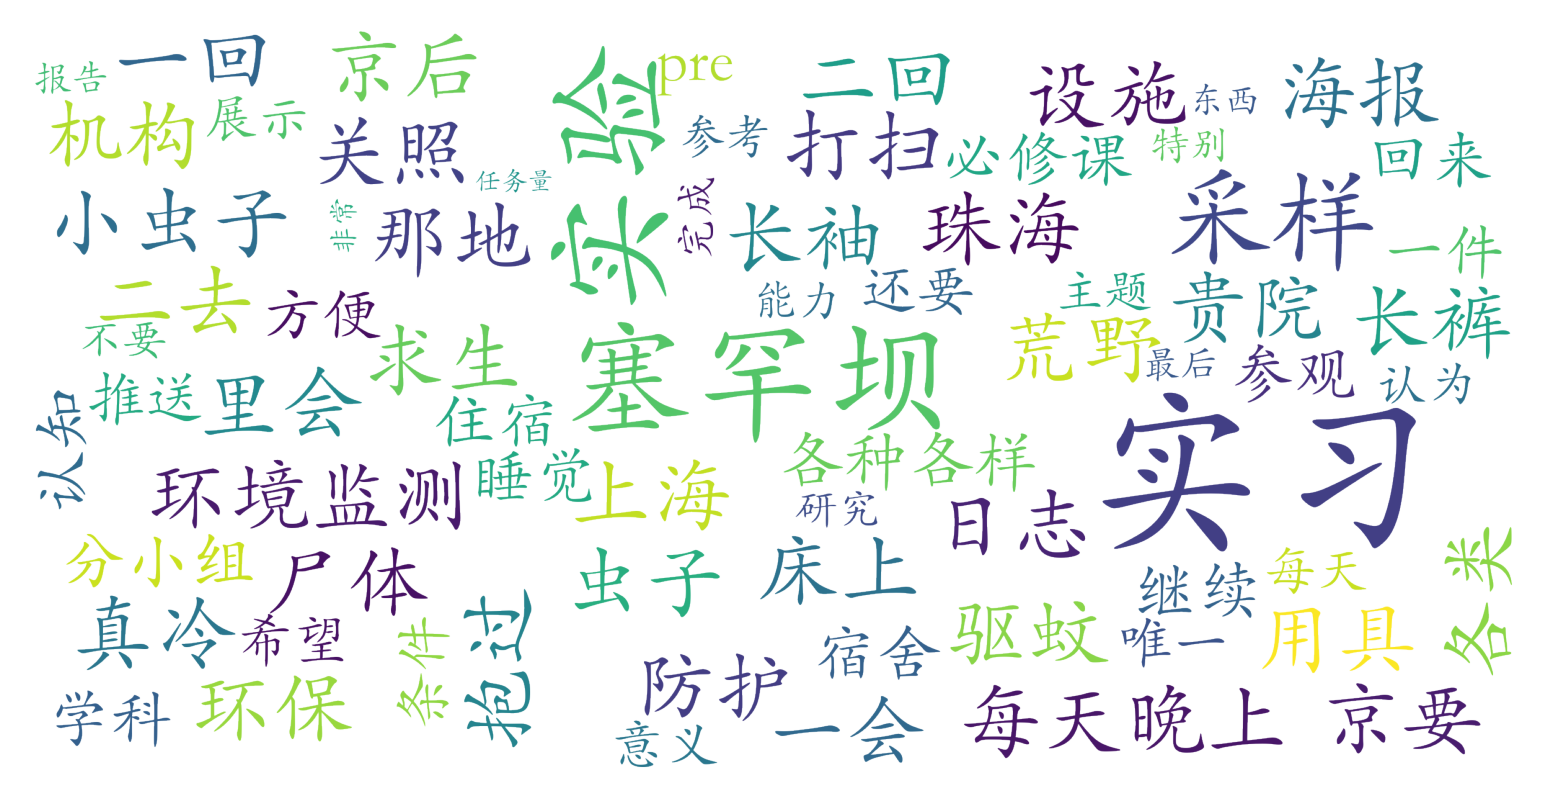 报告
一回
京后
pre
二回
设施
东西
海报
机构
展示
关照
实验
参考
打扫
必修课
特别
回来
任务量
小虫子
非常
那地
完成
长袖
珠海
采样
一件
二去
方便
能力
还要
主题
贵院
长裤
不要
求生
塞罕坝
荒野
最后
参观
认为
认知
推送
里会
住宿
实习
环境监测
睡觉
上海
各种各样
研究
日志
分小组
尸体
虫子
床上
继续
每天
各类
真冷
希望
条件
抱过
防护
宿舍
驱蚊
唯一
用具
学科
环保
意义
一会
每天晚上
京要